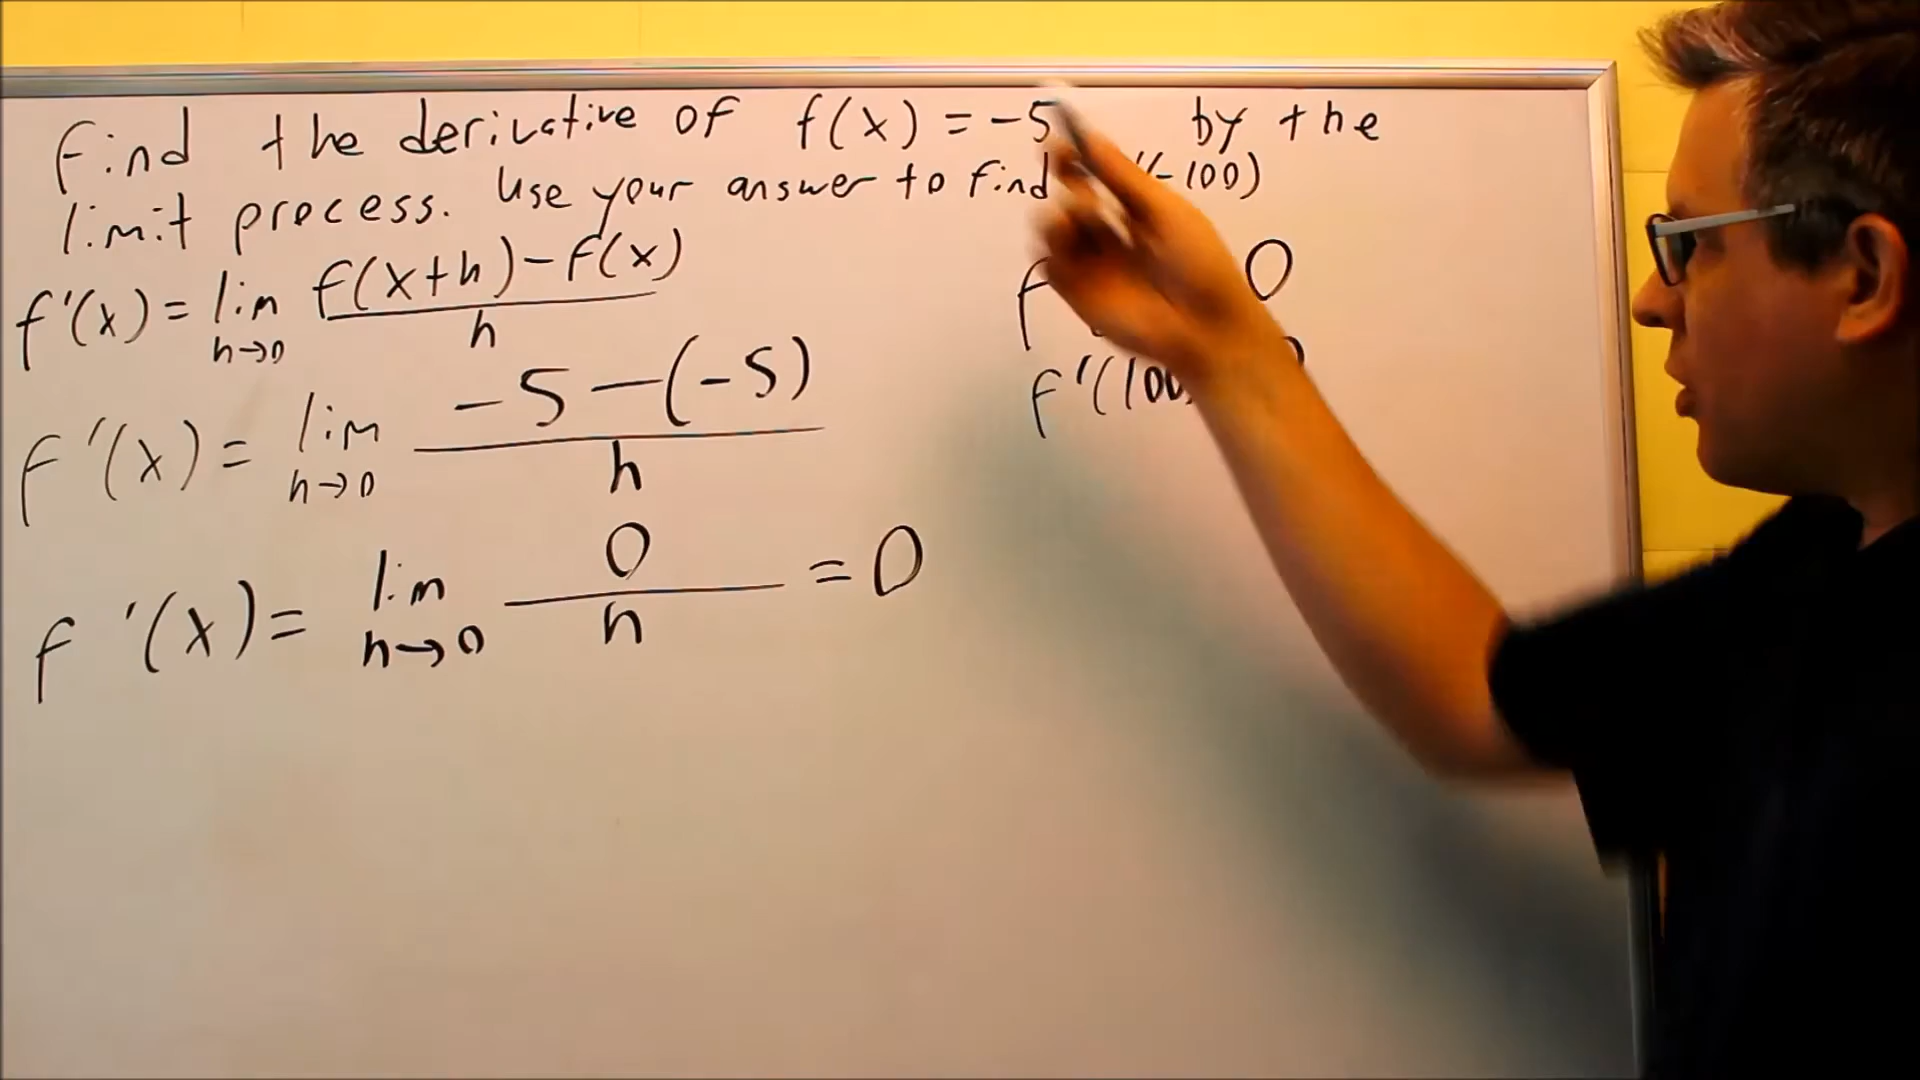 Find the derivative of f(x) = -5 by the
limit process. Use your answer to find '(-100)
f'(x) = lim h→0 f(x+h)-f(x) / h
f'(x) = lim h→0 -5-(-5) / h
f'(x) = lim h→0 0 / h = 0
f 0
f'(100